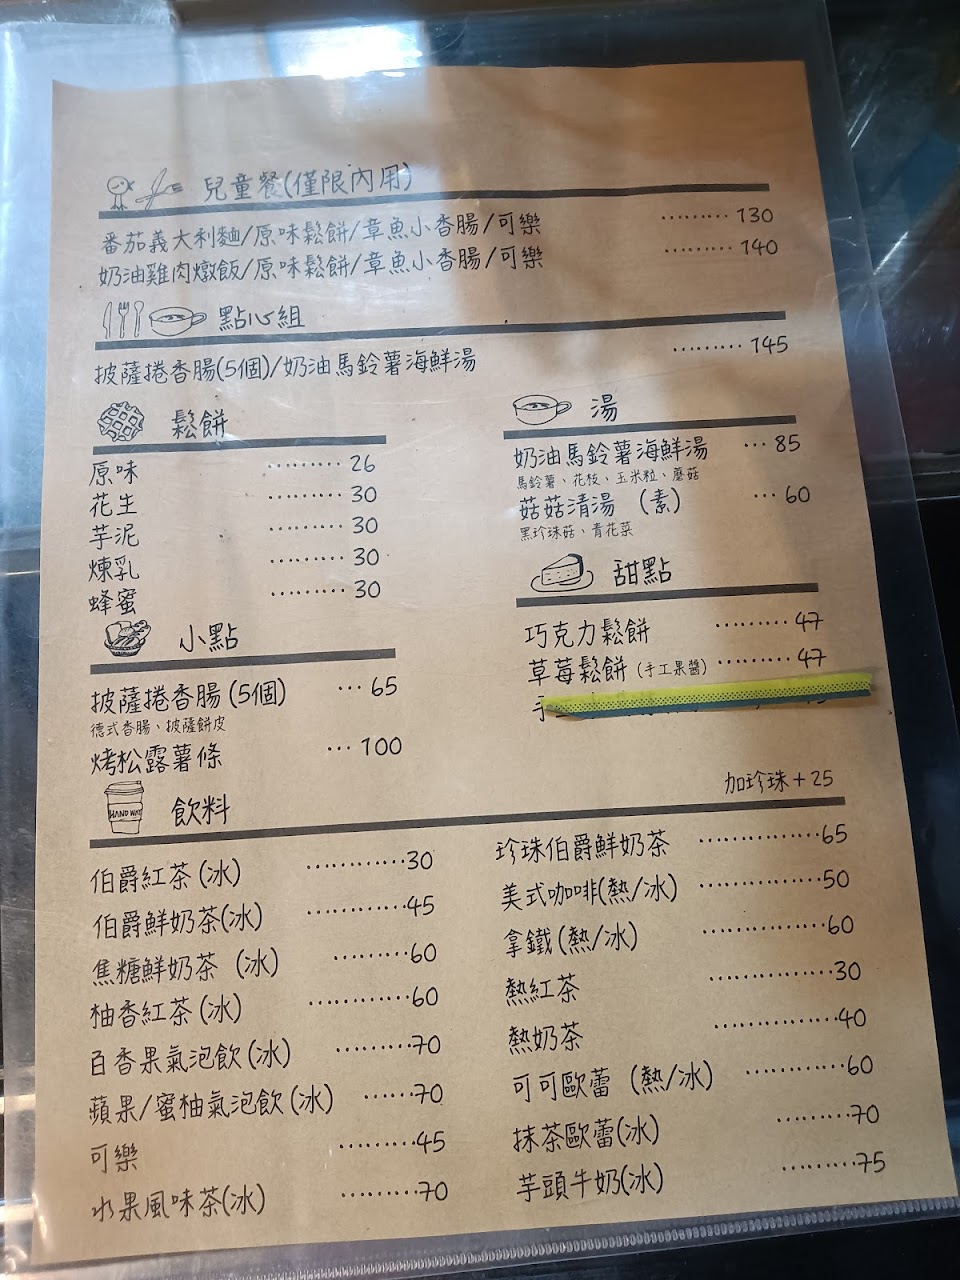 兒童餐(僅限內用)
番茄義大利麵/原味鬆餅/章魚小香腸/可樂 ········· 130
奶油雞肉燉飯/原味鬆餅/章魚小香腸/可樂 ········· 140
點心組
披薩捲香腸(5個)/奶油馬鈴薯海鮮湯 ········· 145
鬆餅
原味 ········· 26
花生 ········· 30
芋泥 ········· 30
煉乳 ········· 30
蜂蜜 ········· 30
湯
奶油馬鈴薯海鮮湯 ··· 85
馬鈴薯、花枝、玉米粒、蘑菇
菇菇清湯 (素) ··· 60
黑珍珠菇、青花菜
甜點
巧克力鬆餅 ········· 47
草莓鬆餅(手工果醬) ········· 47
小點
披薩捲香腸(5個) ··· 65
德式香腸、披薩餅皮
烤松露薯條 ··· 100
HAND WAY
飲料
加珍珠+25
伯爵紅茶(冰) ············30
伯爵鮮奶茶(冰) ············45
焦糖鮮奶茶 (冰) ·········60
柚香紅茶(冰) ············60
百香果氣泡飲(冰) ·········70
蘋果/蜜柚氣泡飲(冰) ······70
可樂 ·········45
水果風味茶(冰) ·········70
珍珠伯爵鮮奶茶 ··············65
美式咖啡(熱/冰) ··············50
拿鐵(熱/冰) ··············60
熱紅茶 ··············30
熱奶茶 ··············40
可可歐蕾 (熱/冰) ············60
抹茶歐蕾(冰) ·········70
芋頭牛奶(冰) ·········75